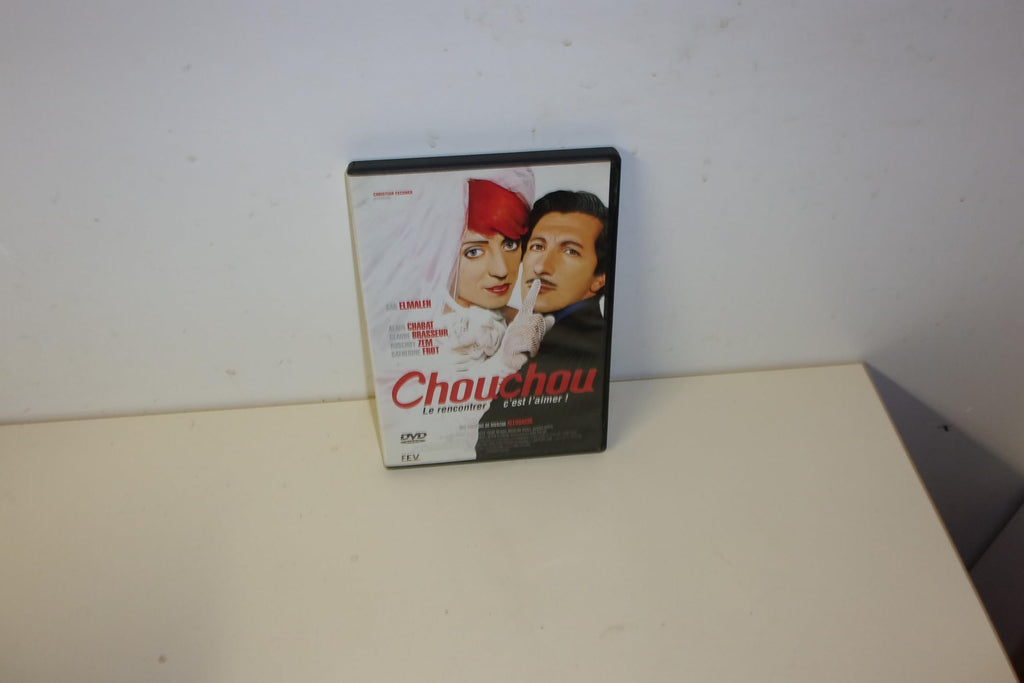 CHRISTIAN FECHNER
GAD ELMALEH
ALAIN CHABAT
CLAUDE BRASSEUR
ROSCHDY ZEM
CATHERINE FROT
Chouchou
Le rencontrer c'est l'aimer !
DVD
F.E.V.